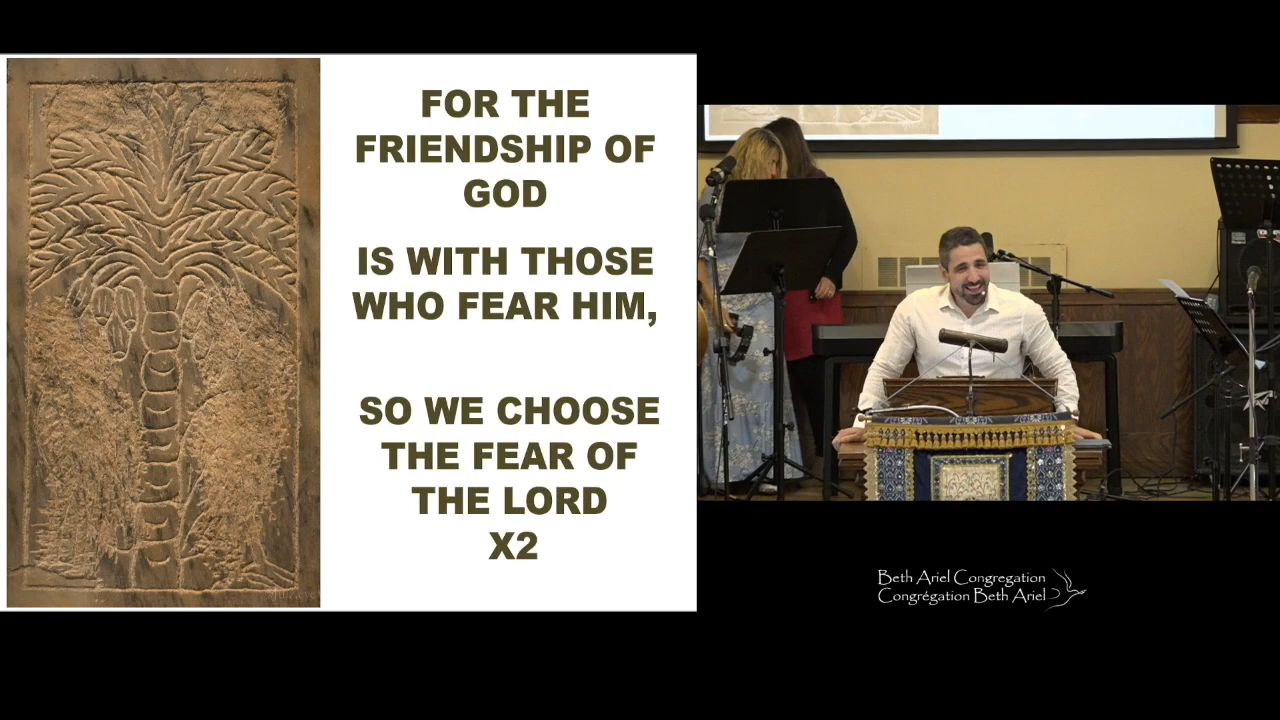 FOR THE
FRIENDSHIP OF
GOD
IS WITH THOSE
WHO FEAR HIM,
SO WE CHOOSE
THE FEAR OF
THE LORD
X2
Beth Ariel Congregation
Congrégation Beth Ariel